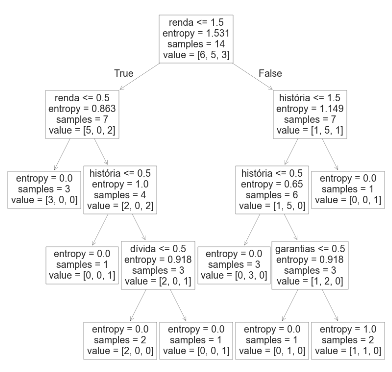 renda <= 1.5
entropy = 1.531
samples = 14
value = [6, 5, 3]
True
False
renda <= 0.5
entropy = 0.863
samples = 7
value = [5, 0, 2]
história <= 1.5
entropy = 1.149
samples = 7
value = [1, 5, 1]
entropy = 0.0
samples = 3
value = [3, 0, 0]
história <= 0.5
entropy = 1.0
samples = 4
value = [2, 0, 2]
história <= 0.5
entropy = 0.65
samples = 6
value = [1, 5, 0]
entropy = 0.0
samples = 1
value = [0, 0, 1]
entropy = 0.0
samples = 1
value = [0, 0, 1]
dívida <= 0.5
entropy = 0.918
samples = 3
value = [2, 0, 1]
entropy = 0.0
samples = 3
value = [0, 3, 0]
garantias <= 0.5
entropy = 0.918
samples = 3
value = [1, 2, 0]
entropy = 0.0
samples = 2
value = [2, 0, 0]
entropy = 0.0
samples = 1
value = [0, 0, 1]
entropy = 0.0
samples = 1
value = [0, 1, 0]
entropy = 1.0
samples = 2
value = [1, 1, 0]